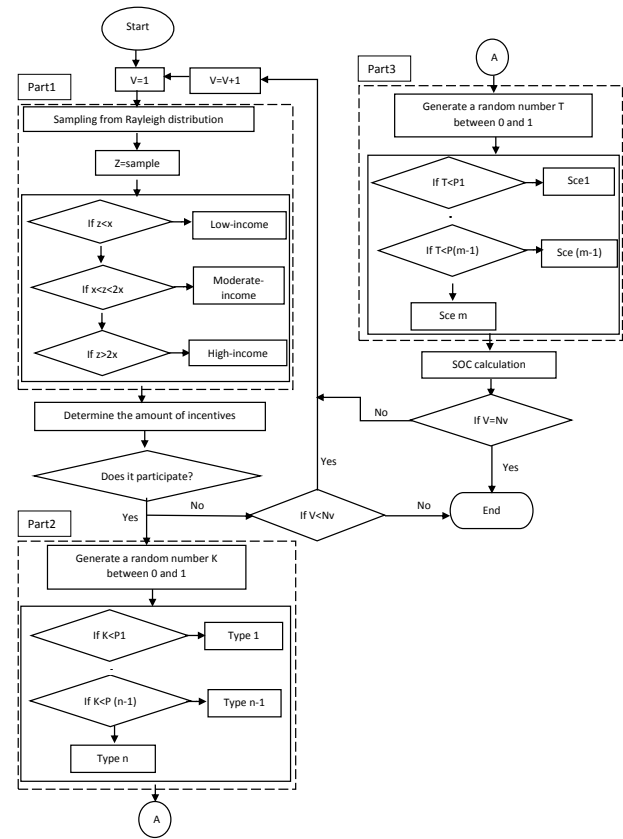 Start
V=1
V=V+1
Part1
Sampling from Rayleigh distribution
Z=sample
If z<x
Low-income
If x<z<2x
Moderate-
income
If z>2x
High-income
Determine the amount of incentives
Does it participate?
No
Yes
If V<Nv
Yes
No
Part2
Generate a random number K
between 0 and 1
If K<P1
Type 1
If K<P (n-1)
Type n-1
Type n
A
A
Part3
Generate a random number T
between 0 and 1
If T<P1
Sce1
If T<P(m-1)
Sce (m-1)
Sce m
SOC calculation
If V=Nv
No
Yes
End